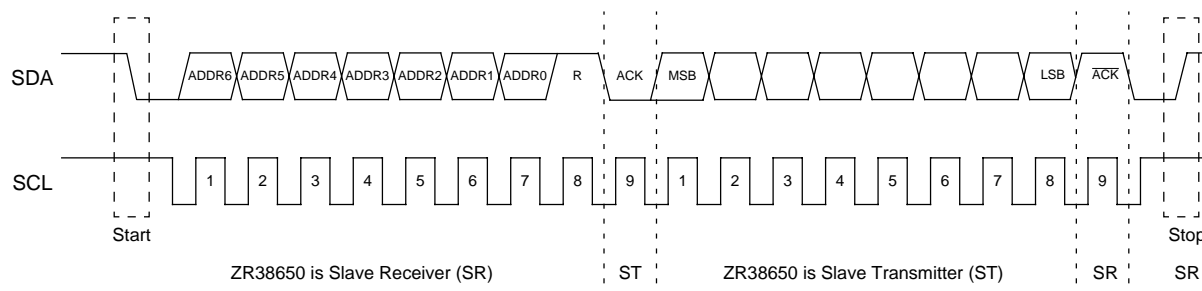 SDA
ADDR6 ADDR5 ADDR4 ADDR3 ADDR2 ADDR1 ADDR0 R ACK MSB LSB ACK
SCL
1 2 3 4 5 6 7 8 9 1 2 3 4 5 6 7 8 9
Start Stop
ZR38650 is Slave Receiver (SR) ST ZR38650 is Slave Transmitter (ST) SR SR